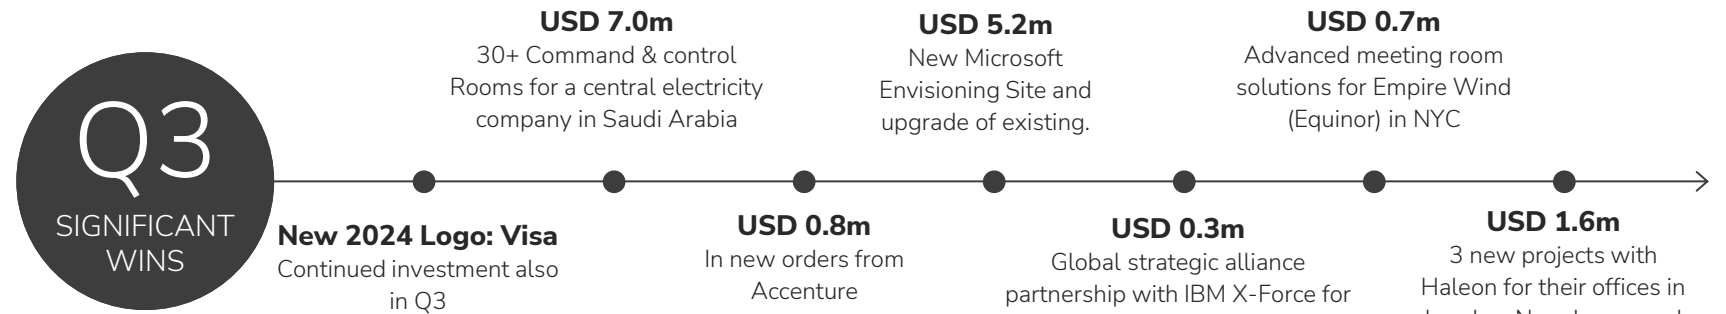 Q3
SIGNIFICANT
WINS
New 2024 Logo: Visa
Continued investment also
in Q3
USD 7.0m
30+ Command & control
Rooms for a central electricity
company in Saudi Arabia
USD 0.8m
In new orders from
Accenture
USD 5.2m
New Microsoft
Envisioning Site and
upgrade of existing.
USD 0.3m
Global strategic alliance
partnership with IBM X-Force for
USD 0.7m
Advanced meeting room
solutions for Empire Wind
(Equinor) in NYC
USD 1.6m
3 new projects with
Haleon for their offices in